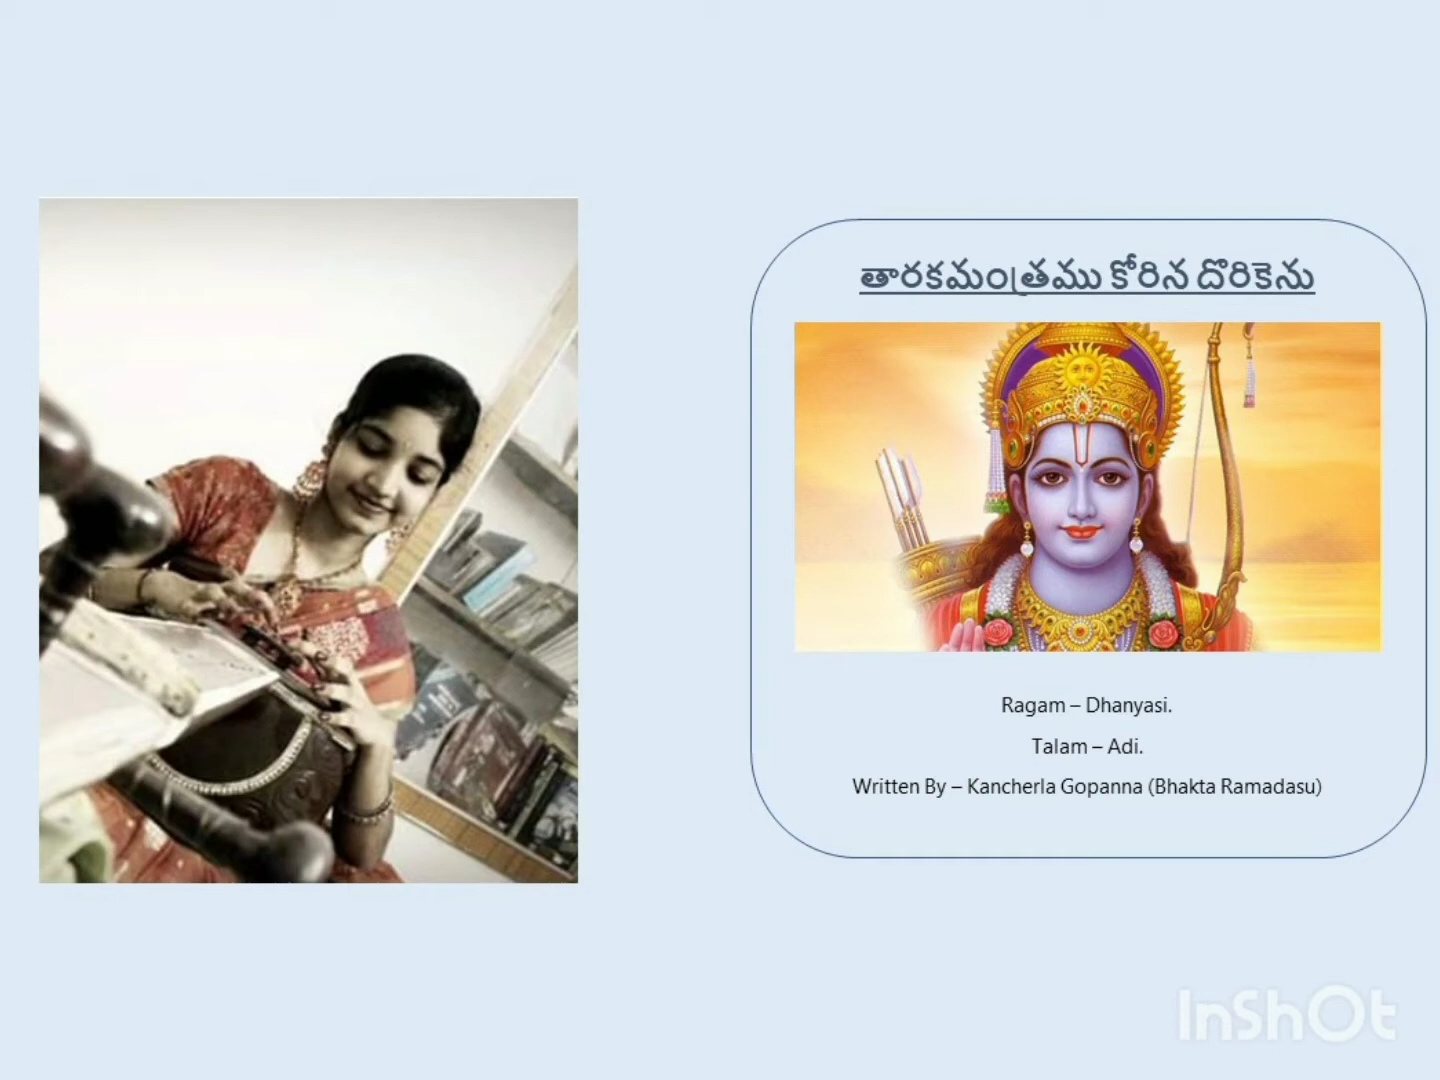 తారకమంత్రము కోరిన దొరికెను
Ragam – Dhanyasi.
Talam – Adi.
Written By – Kancherla Gopanna (Bhakta Ramadasu)
InShOt